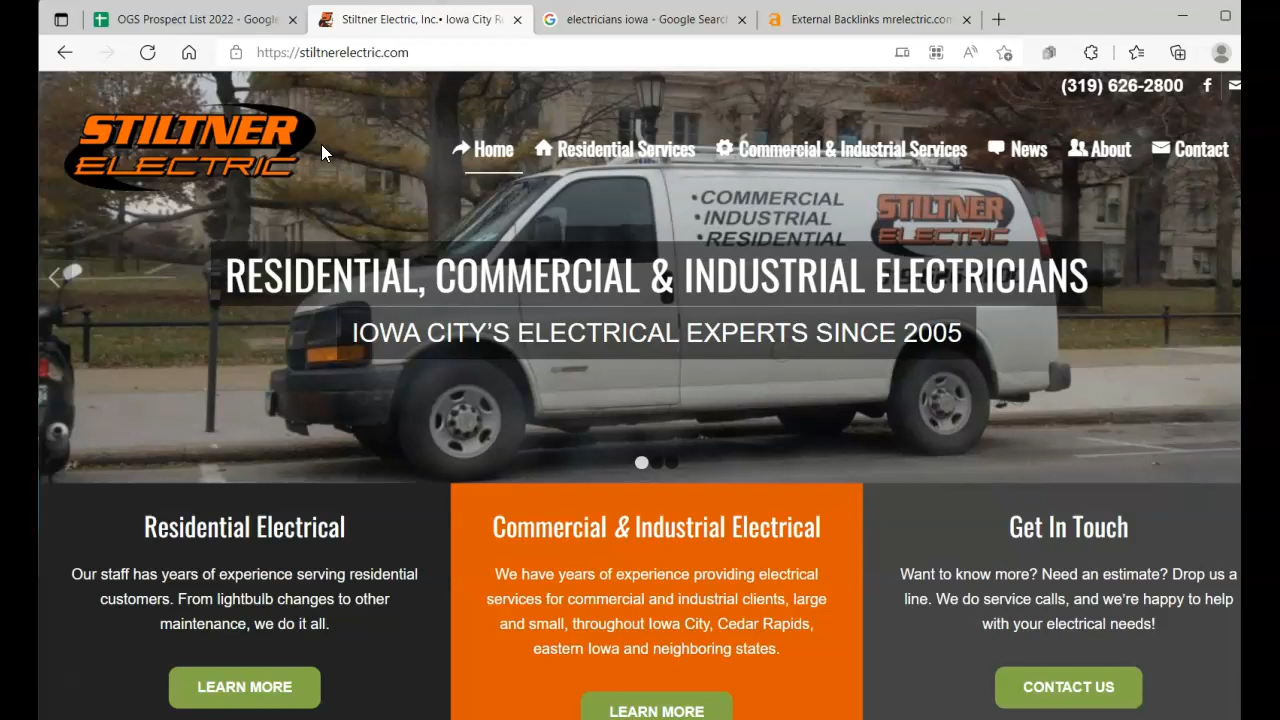 OGS Prospect List 2022 - Google
Stiltner Electric, Inc.• Iowa City R
electricians iowa - Google Search
External Backlinks mrelectric.com
https://stiltnerelectric.com
(319) 626-2800
STILTNER
ELECTRIC
Home
Residential Services
Commercial & Industrial Services
News
About
Contact
•COMMERCIAL
•INDUSTRIAL
•RESIDENTIAL
STILTNER
ELECTRIC
RESIDENTIAL, COMMERCIAL & INDUSTRIAL ELECTRICIANS
IOWA CITY'S ELECTRICAL EXPERTS SINCE 2005
Residential Electrical
Our staff has years of experience serving residential
customers. From lightbulb changes to other
maintenance, we do it all.
LEARN MORE
Commercial & Industrial Electrical
We have years of experience providing electrical
services for commercial and industrial clients, large
and small, throughout Iowa City, Cedar Rapids,
eastern Iowa and neighboring states.
LEARN MORE
Get In Touch
Want to know more? Need an estimate? Drop us a
line. We do service calls, and we're happy to help
with your electrical needs!
CONTACT US